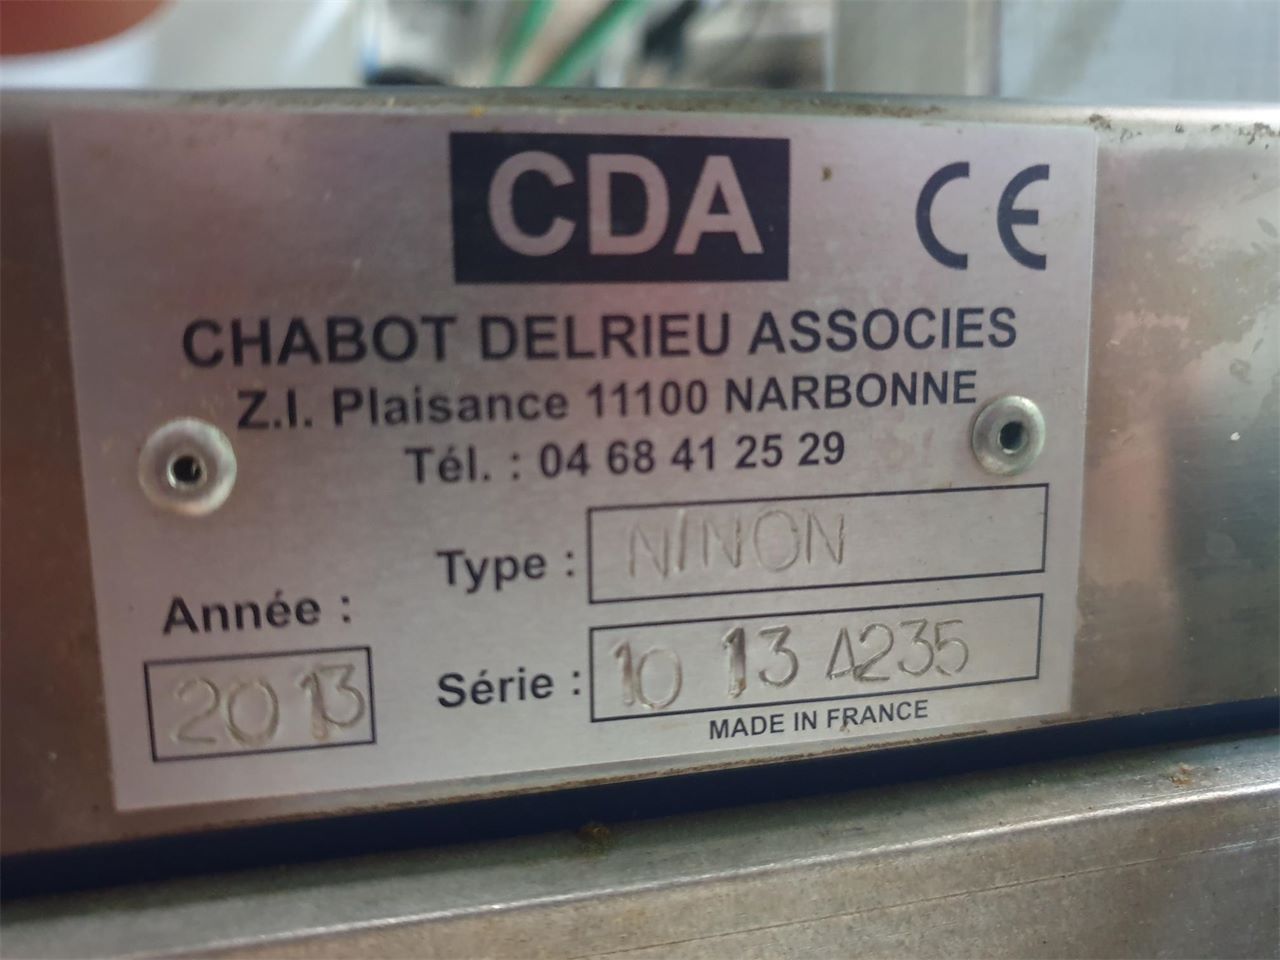 CDA
CE
CHABOT DELRIEU ASSOCIES
Z.I. Plaisance 11100 NARBONNE
Tél. : 04 68 41 25 29
Type : NINON
Année : 2013
Série : 10 13 A235
MADE IN FRANCE